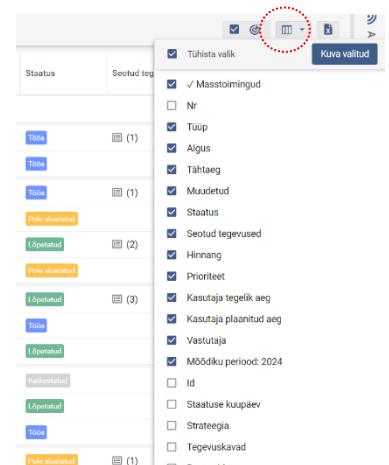 Staatus
Seotud teg
Tühista valik
Kuva valitud
✓ Masstoimingud
Nr
Tüüp
Algus
Tähtaeg
Muudetud
Staatus
Seotud tegevused
Hinnang
Prioriteet
Kasutaja tegelik aeg
Kasutaja plaanitud aeg
Vastutaja
Mõõdiku periood: 2024
Id
Staatuse kuupäev
Strateegia
Tegevuskavad
Töös
(1)
Töös
Töös
(1)
Pole alustatud
Lõpetatud
(2)
Pole alustatud
Lõpetatud
(3)
Töös
Lõpetatud
Katkestatud
Lõpetatud
Töös
Pole alustatud
(1)